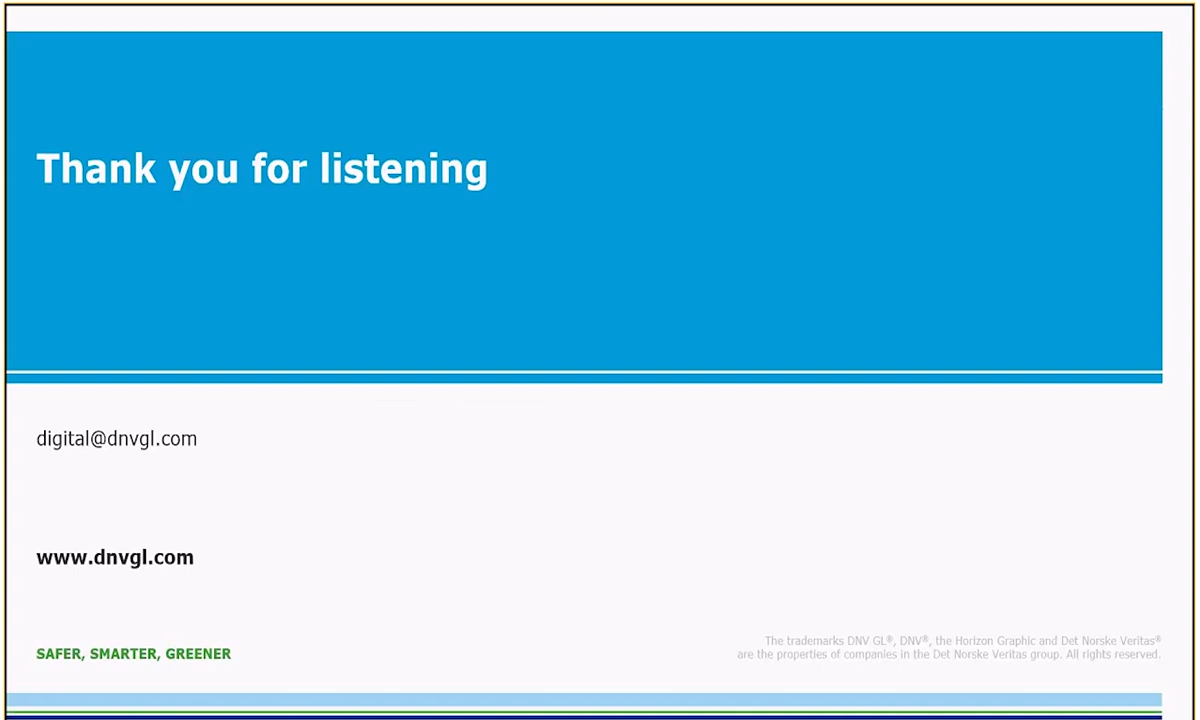 Thank you for listening
digital@dnvgl.com
www.dnvgl.com
SAFER, SMARTER, GREENER
The trademarks DNV GL®, DNV®, the Horizon Graphic and Det Norske Veritas®
are the properties of companies in the Det Norske Veritas group. All rights reserved.